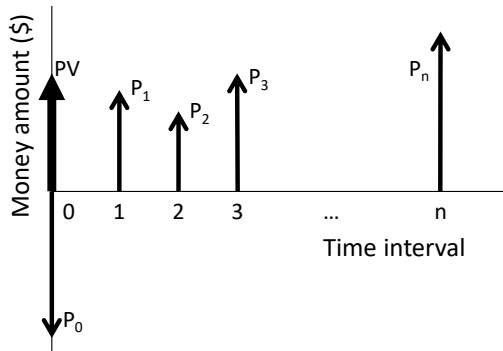 Money amount ($)
PV
P₁
P₂
P₃
Pₙ
0 1 2 3 ... n
Time interval
P₀